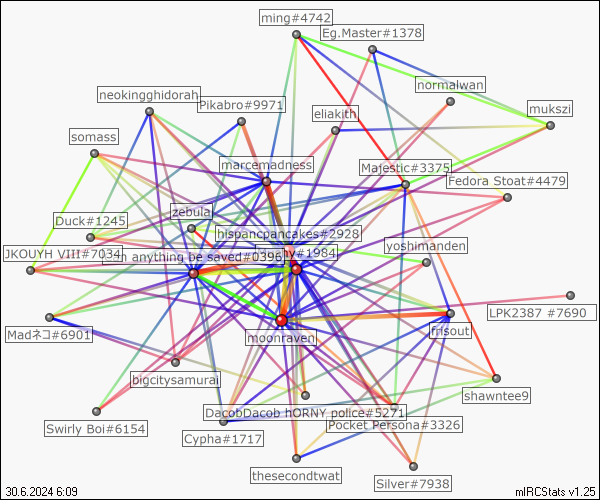 ming#4742
Eg.Master#1378
normalwan
neokingghidorah
Pikabro#9971
eliakith
mukszi
somass
marcemadness
Majestic#3375
Fedora Stoat#4479
zebula
Duck#1245
hispancpancakes#2928
yoshimanden
JKOUYH VIII#7034
anything be saved#0396
#1984
LPK2387 #7690
Madネコ#6901
moonraven
frisout
bigcitysamurai
shawntee9
DacobDacob hORNY police#5271
Swirly Boi#6154
Pocket Persona#3326
Cypha#1717
thesecondtwat
Silver#7938
30.6.2024 6:09
mIRCStats v1.25